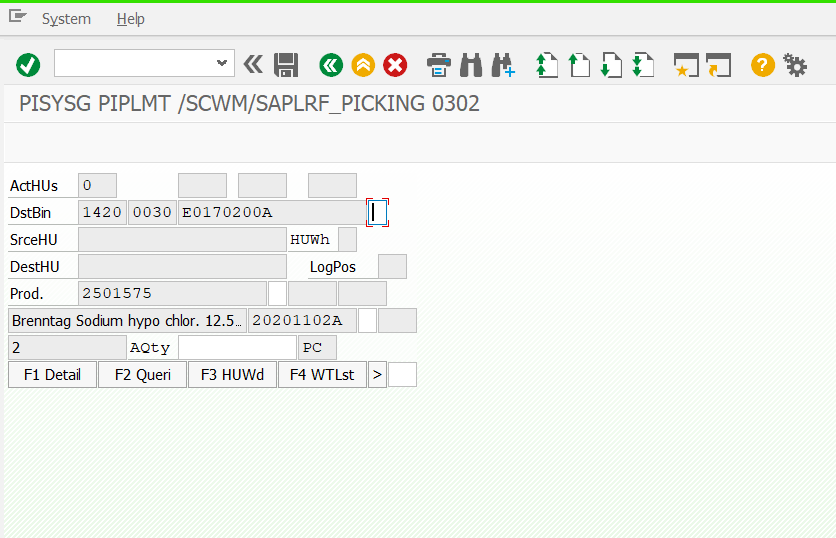 System Help
PISYSG PIPLMT /SCWM/SAPLRF_PICKING 0302
ActHUs 0
DstBin 1420 0030 E0170200A
SrceHU HUWh
DestHU LogPos
Prod. 2501575
Brenntag Sodium hypo chlor. 12.5... 20201102A
2 AQty PC
F1 Detail F2 Queri F3 HUWd F4 WTLst >